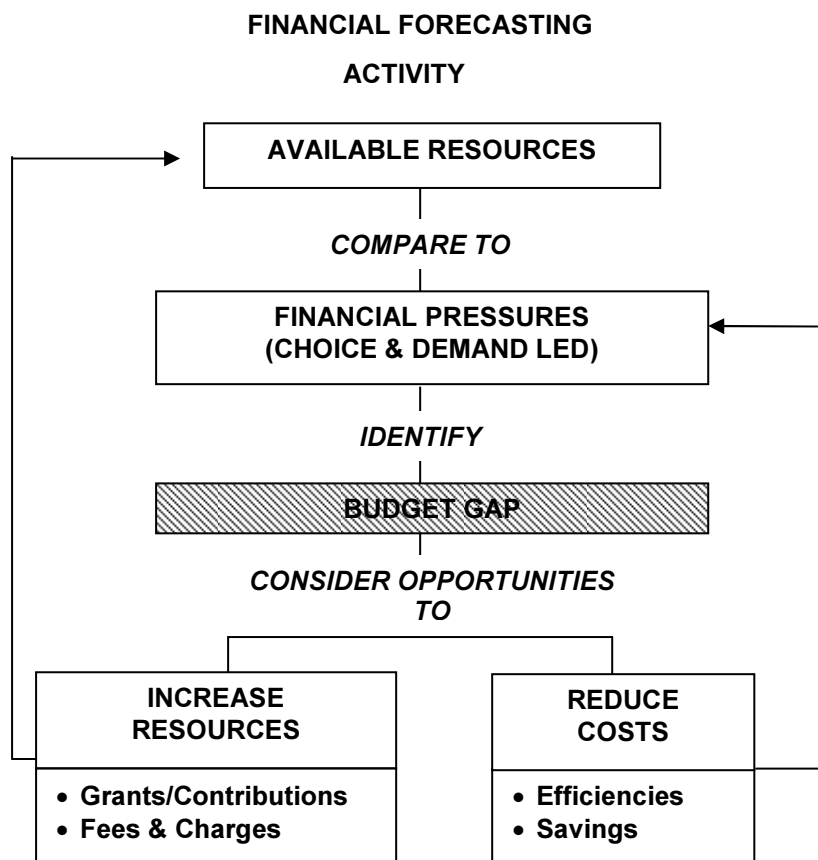 FINANCIAL FORECASTING
ACTIVITY
AVAILABLE RESOURCES
COMPARE TO
FINANCIAL PRESSURES
(CHOICE & DEMAND LED)
IDENTIFY
BUDGET GAP
CONSIDER OPPORTUNITIES
TO
INCREASE
RESOURCES
• Grants/Contributions
• Fees & Charges
REDUCE
COSTS
• Efficiencies
• Savings